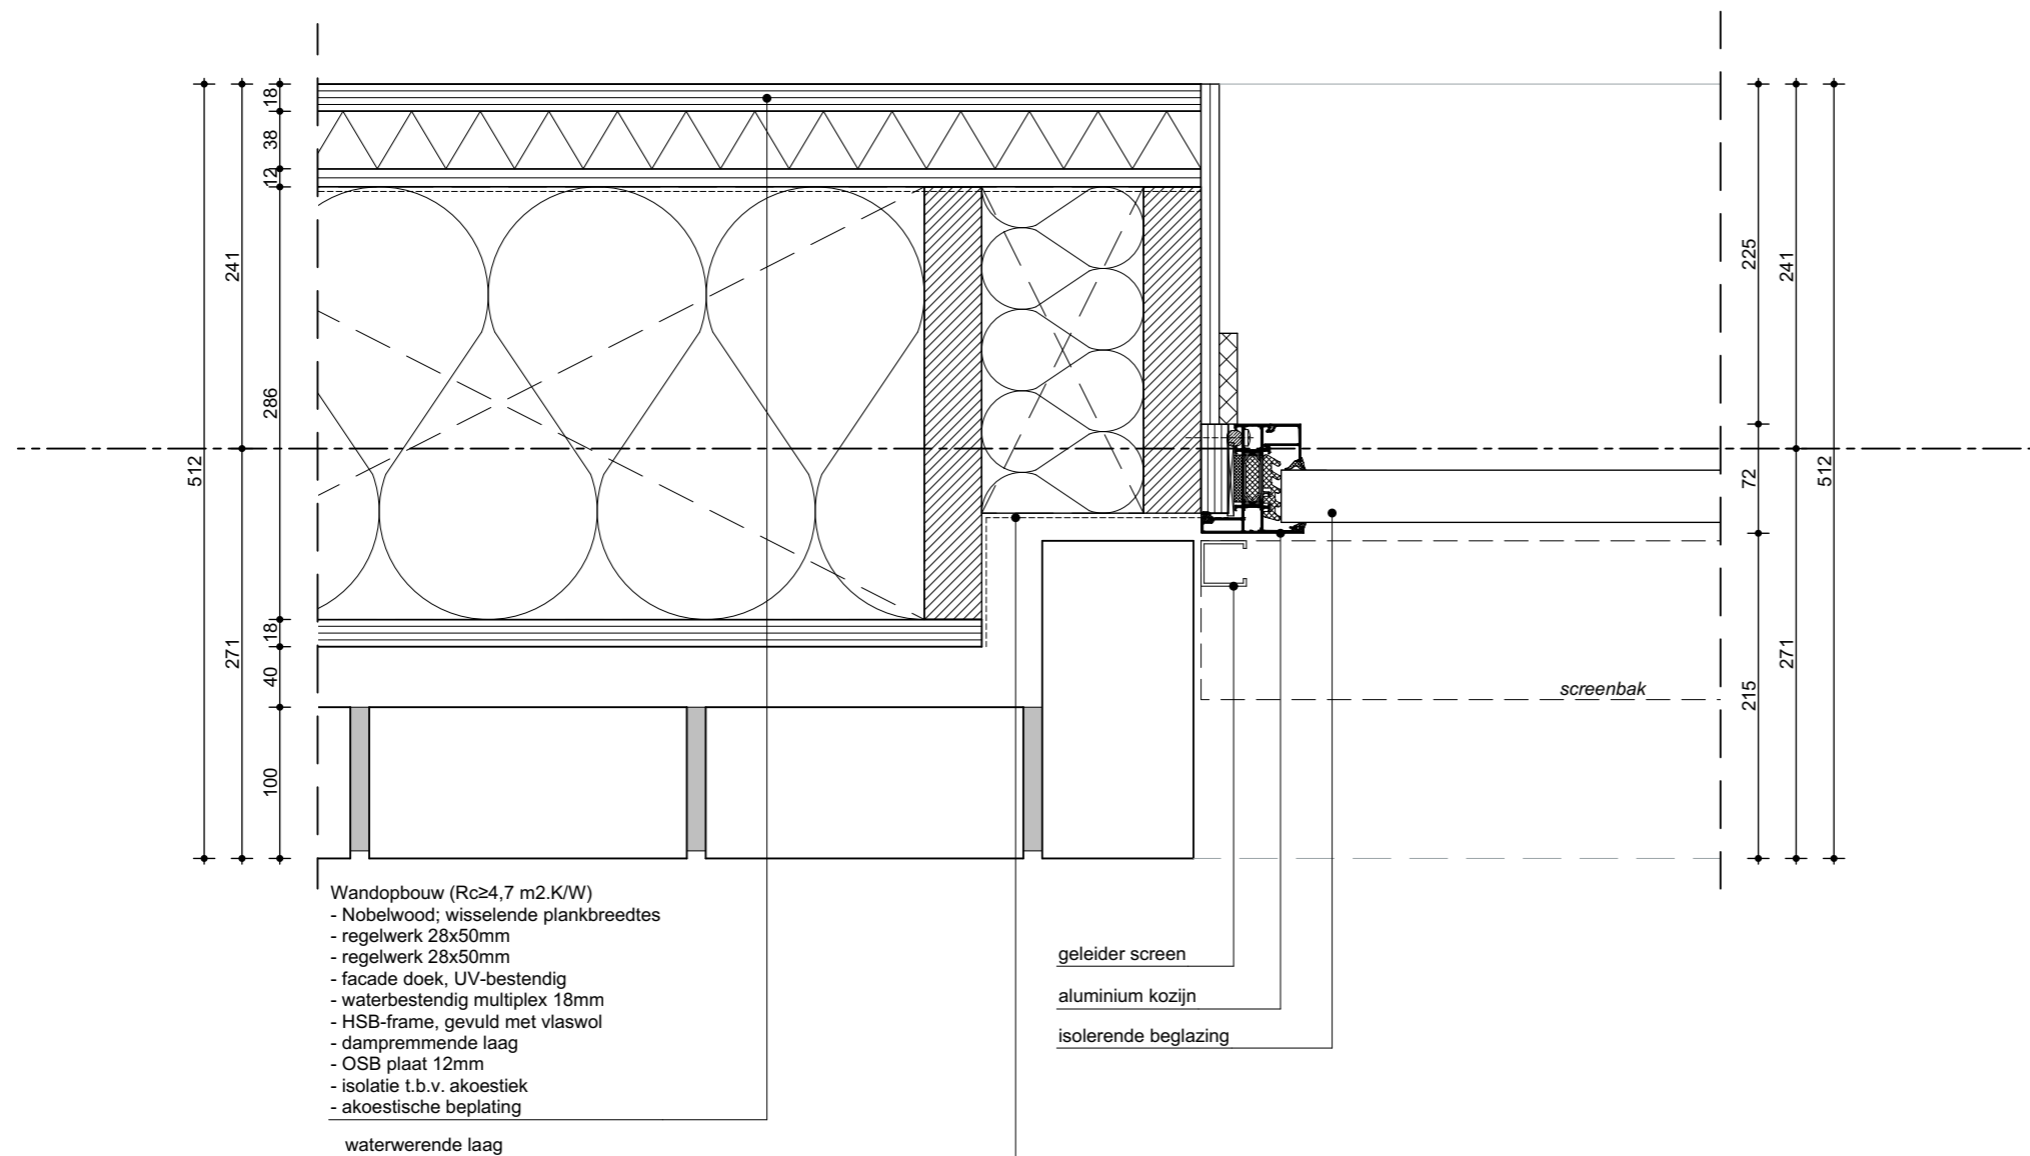 18
38
12
241
286
512
18
271
40
100
225
241
72
512
271
215
screenbak
Wandopbouw (Rc≥4,7 m2.K/W)
- Nobelwood; wisselende plankbreedtes
- regelwerk 28x50mm
- regelwerk 28x50mm
- facade doek, UV-bestendig
- waterbestendig multiplex 18mm
- HSB-frame, gevuld met vlaswol
- dampremmende laag
- OSB plaat 12mm
- isolatie t.b.v. akoestiek
- akoestische beplating
waterwerende laag
geleider screen
aluminium kozijn
isolerende beglazing